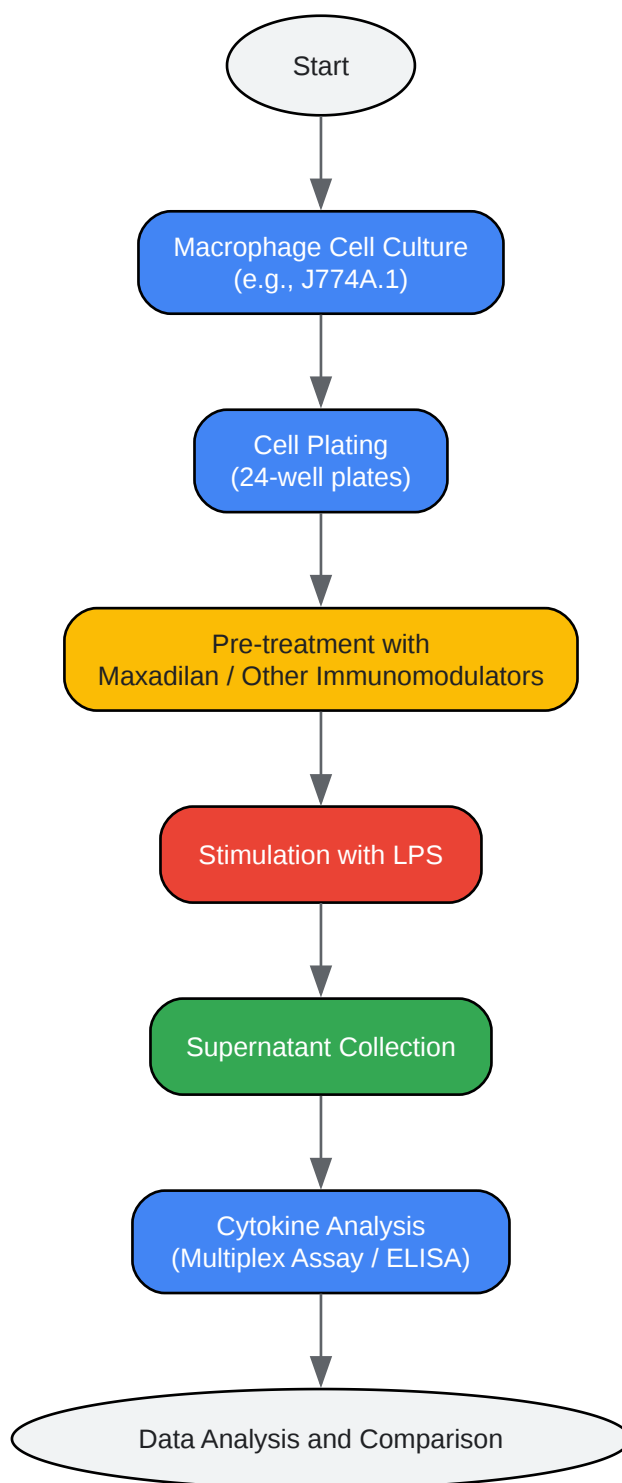 Start
Macrophage Cell Culture
(e.g., J774A.1)
Cell Plating
(24-well plates)
Pre-treatment with
Maxadilan / Other Immunomodulators
Stimulation with LPS
Supernatant Collection
Cytokine Analysis
(Multiplex Assay / ELISA)
Data Analysis and Comparison